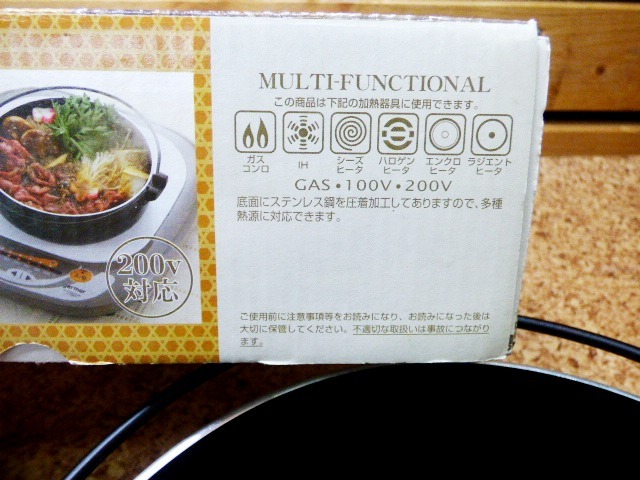 MULTI-FUNCTIONAL
この商品は下記の加熱器具に使用できます。
ガス
コンロ
IH
シーズ
ヒータ
ハロゲン
ヒータ
エンクロ
ヒータ
ラジエント
ヒータ
GAS・100V・200V
底面にステンレス鋼を圧着加工してありますので、多種
熱源に対応できます。
200v
対応
ご使用前に注意事項等をお読みになり、お読みになった後は
大切に保管してください。不適切な取扱いは事故につながり
ます。